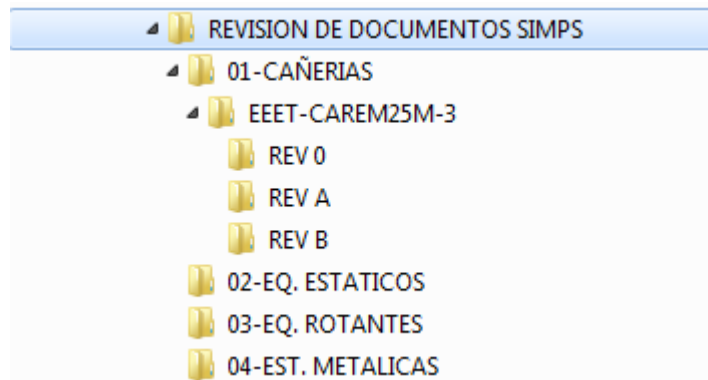 REVISION DE DOCUMENTOS SIMPS
01-CAÑERIAS
EEET-CAREM25M-3
REV 0
REV A
REV B
02-EQ. ESTATICOS
03-EQ. ROTANTES
04-EST. METALICAS